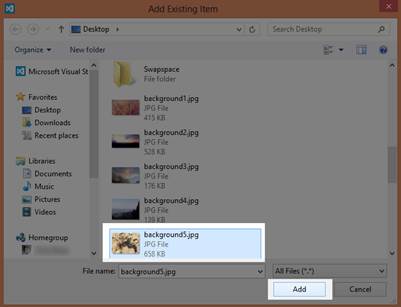 Add Existing Item
Desktop
Search Desktop
Organize
New folder
Microsoft Visual St
Favorites
Desktop
Downloads
Recent places
Libraries
Documents
Music
Pictures
Videos
Homegroup
Swapspace
File folder
background1.jpg
JPG File
415 KB
background2.jpg
JPG File
528 KB
background3.jpg
JPG File
176 KB
background4.jpg
JPG File
139 KB
background5.jpg
JPG File
658 KB
File name: background5.jpg
All Files (*.*)
Add
Cancel